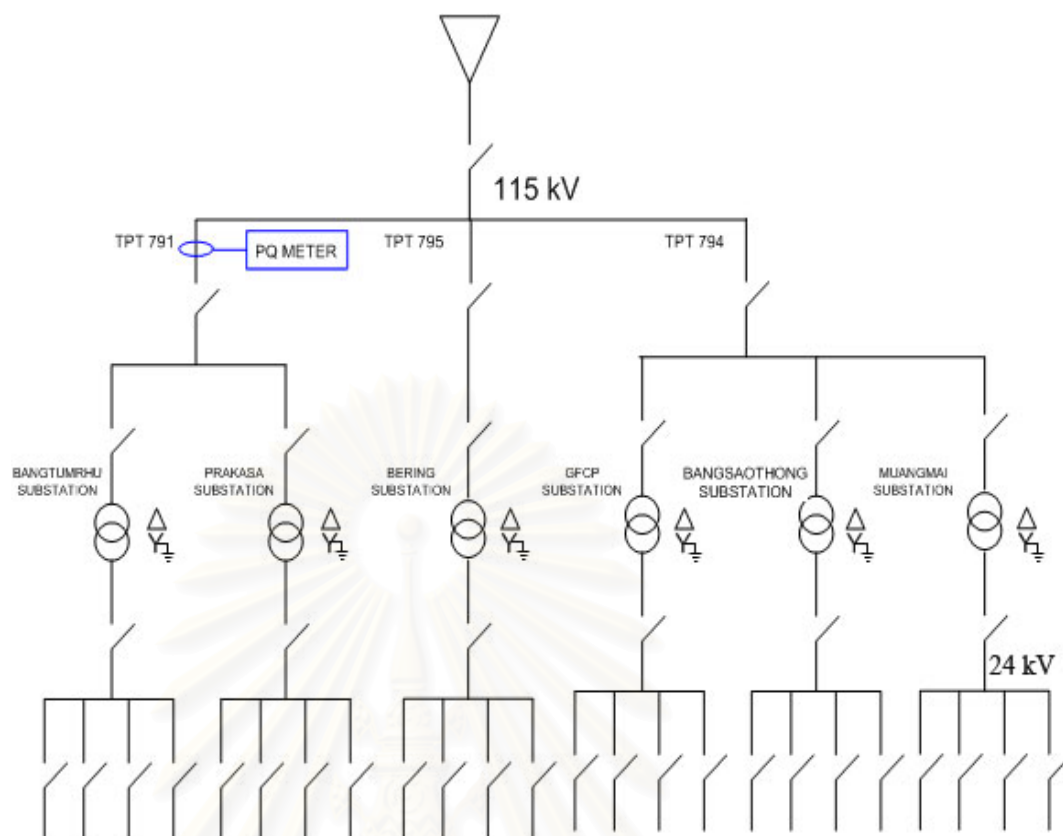 115 kV
TPT 791
PQ METER
TPT 795
TPT 794
BANGTUMRHU
SUBSTATION
PRAKASA
SUBSTATION
BERING
SUBSTATION
GFCP
SUBSTATION
BANGSAOTHONG
SUBSTATION
MUANGMAI
SUBSTATION
24 kV